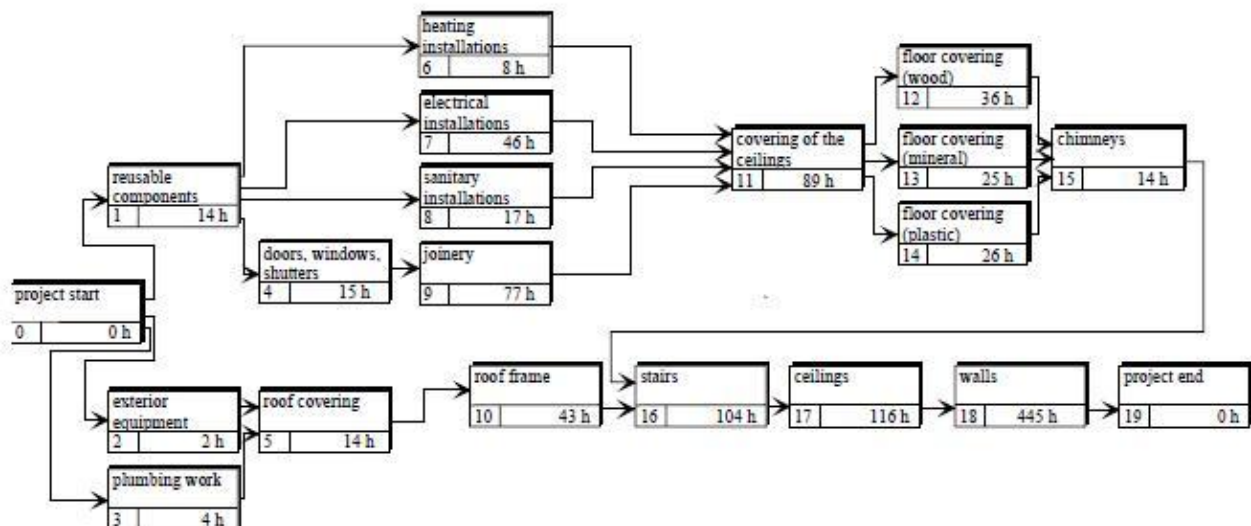 heating
installations
6 8 h
electrical
installations
7 46 h
sanitary
installations
8 17 h
joinery
9 77 h
reusable
components
1 14 h
doors, windows,
shutters
4 15 h
project start
0 0 h
exterior
equipment
2 2 h
plumbing work
3 4 h
roof covering
5 14 h
roof frame
10 43 h
covering of the
ceilings
11 89 h
floor covering
(wood)
12 36 h
floor covering
(mineral)
13 25 h
floor covering
(plastic)
14 26 h
chimneys
15 14 h
stairs
16 104 h
ceilings
17 116 h
walls
18 445 h
project end
19 0 h